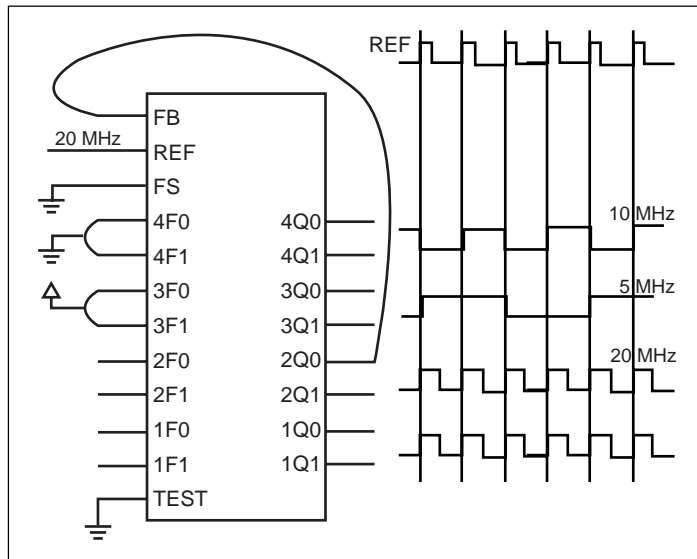 REF
FB
20 MHz
REF
FS
4F0
4Q0
10 MHz
4F1
4Q1
3F0
3Q0
5 MHz
3F1
3Q1
2F0
2Q0
20 MHz
2F1
2Q1
1F0
1Q0
1F1
1Q1
TEST